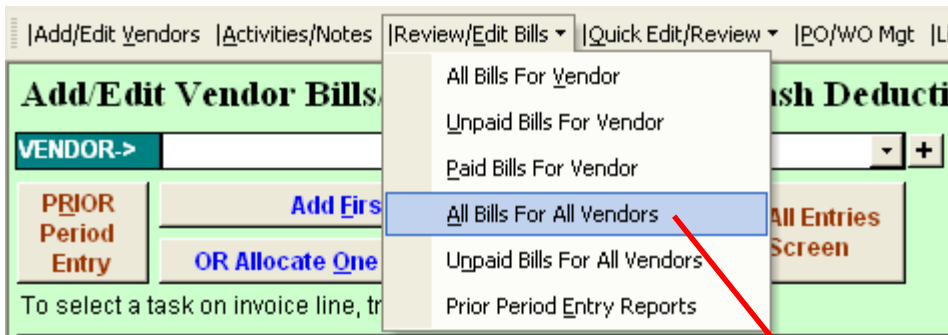 |Add/Edit Vendors |Activities/Notes |Review/Edit Bills |Quick Edit/Review |PO/WO Mgt
Add/Edit Vendor Bills
All Bills For Vendor
Unpaid Bills For Vendor
Paid Bills For Vendor
All Bills For All Vendors
Unpaid Bills For All Vendors
Prior Period Entry Reports
VENDOR->
+
PRIOR
Period
Entry
Add
OR Allocate One
All Entries
Screen
To select a task on invoice line,